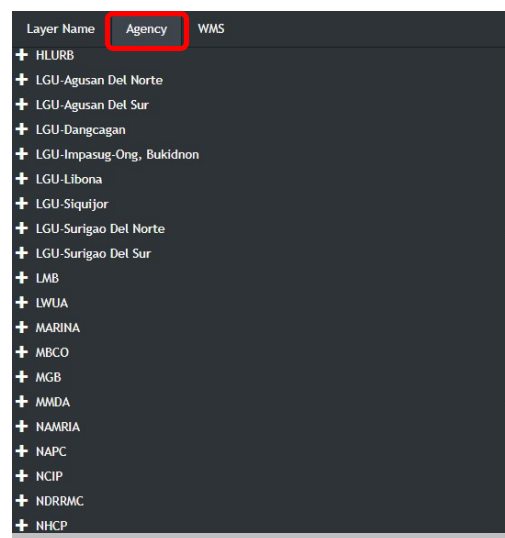 Layer Name Agency WMS
HLURB
LGU-Agusan Del Norte
LGU-Agusan Del Sur
LGU-Dangcagan
LGU-Impasug-Ong, Bukidnon
LGU-Libona
LGU-Siquijor
LGU-Surigao Del Norte
LGU-Surigao Del Sur
LMB
LWUA
MARINA
MBCO
MGB
MMDA
NAMRIA
NAPC
NCIP
NDRRMC
NHCP